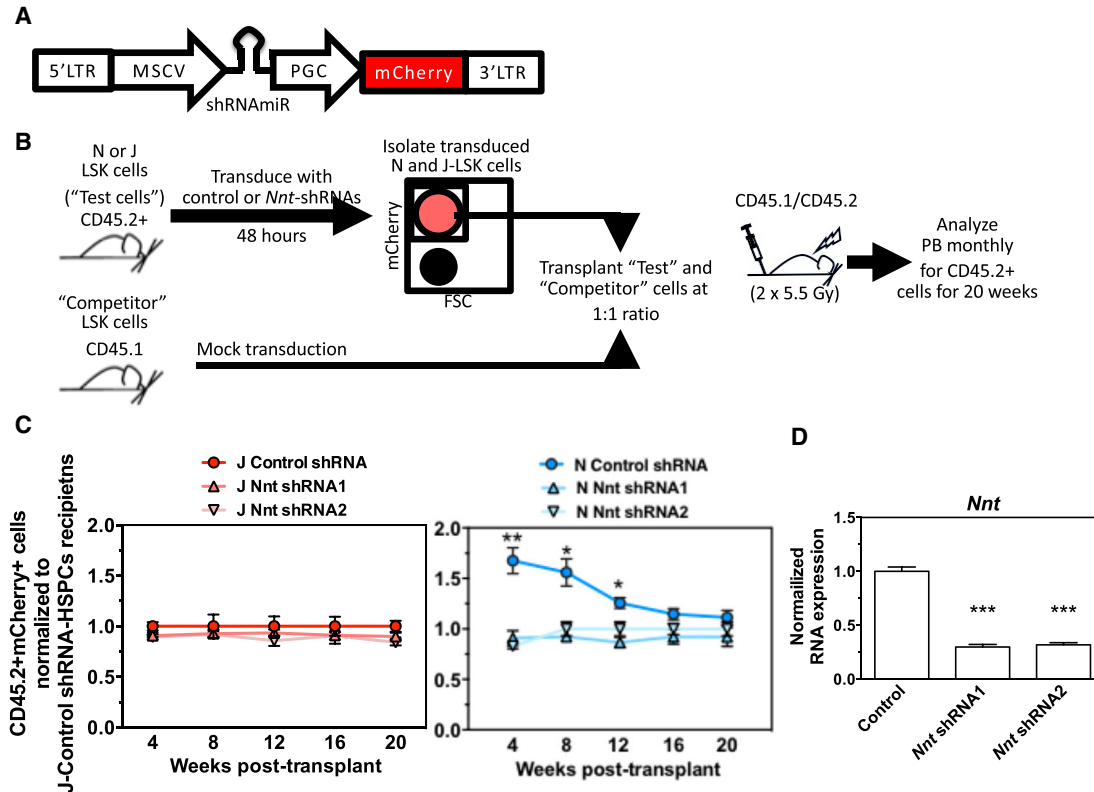 A
5’LTR
MSCV
PGC
mCherry
3’LTR
shRNAmiR
B
N or J
LSK cells
(“Test cells”)
CD45.2+
Transduce with
control or Nnt-shRNAs
48 hours
Isolate transduced
N and J-LSK cells
mCherry
FSC
“Competitor”
LSK cells
CD45.1
Mock transduction
Transplant “Test” and
“Competitor” cells at
1:1 ratio
CD45.1/CD45.2
(2 x 5.5 Gy)
Analyze
PB monthly
for CD45.2+
cells for 20 weeks
C
CD45.2+mCherry+ cells
normalized to
J-Control shRNA-HSPCs recipietns
J Control shRNA
J Nnt shRNA1
J Nnt shRNA2
2.0
1.5
1.0
0.5
0.0
4 8 12 16 20
Weeks post-transplant
N Control shRNA
N Nnt shRNA1
N Nnt shRNA2
2.0
1.5
1.0
0.5
0.0
**
*
*
4 8 12 16 20
Weeks post-transplant
D
Nnt
Normailized
RNA expression
1.5
1.0
0.5
0.0
*** ***
Control
Nnt shRNA1
Nnt shRNA2